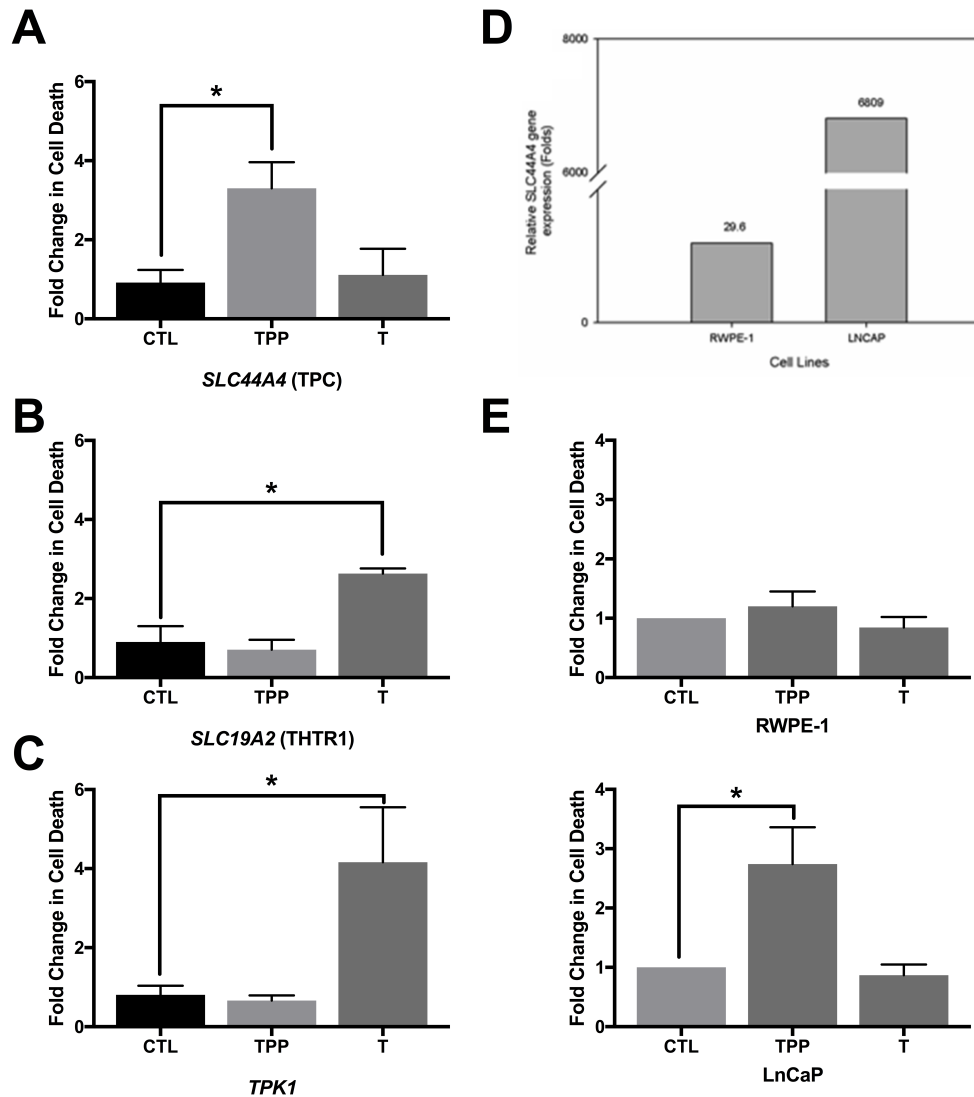 A
Fold Change in Cell Death
6
4
2
0
*
CTL TPP T
SLC44A4 (TPC)
B
Fold Change in Cell Death
6
4
2
0
*
CTL TPP T
SLC19A2 (THTR1)
C
Fold Change in Cell Death
6
4
2
0
*
CTL TPP T
TPK1
D
Relative SLC44A4 gene
expression (Folds)
8000
6000
0
29.6
6809
RWPE-1 LNCAP
Cell Lines
E
Fold Change in Cell Death
4
3
2
1
0
CTL TPP T
RWPE-1
Fold Change in Cell Death
4
3
2
1
0
*
CTL TPP T
LnCaP